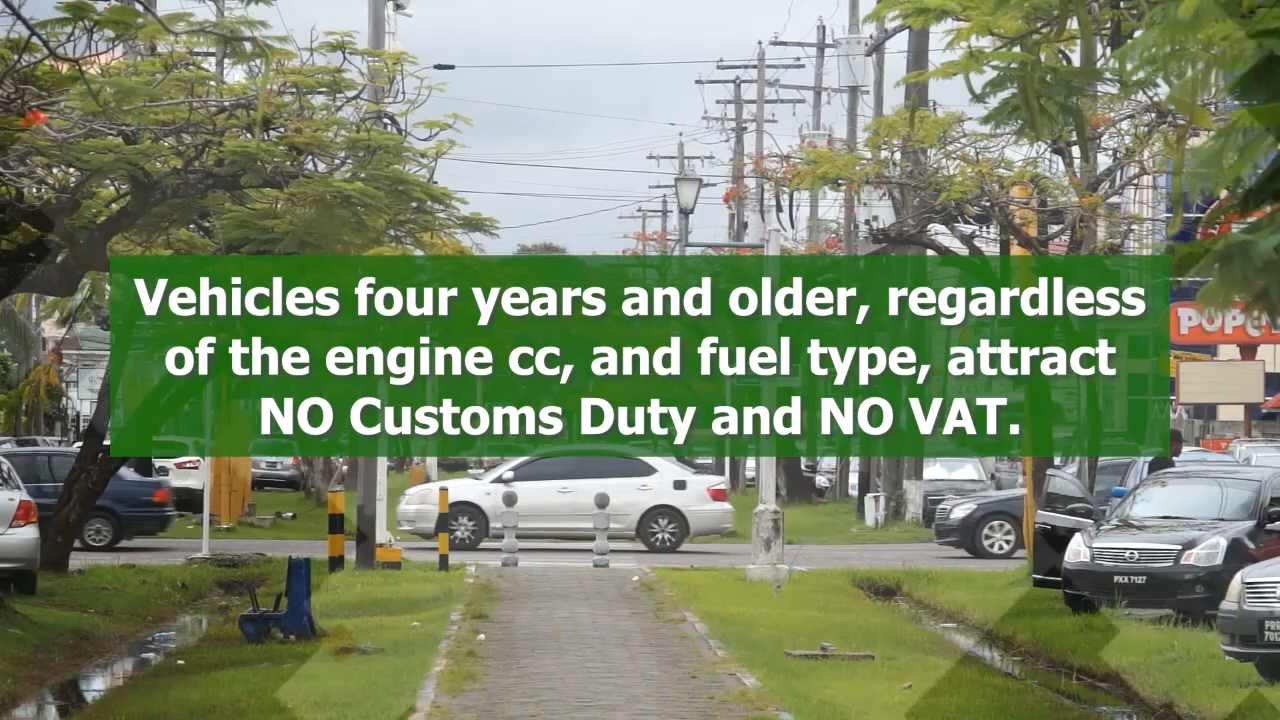 Vehicles four years and older, regardless
of the engine cc, and fuel type, attract
NO Customs Duty and NO VAT.
PXX 7127